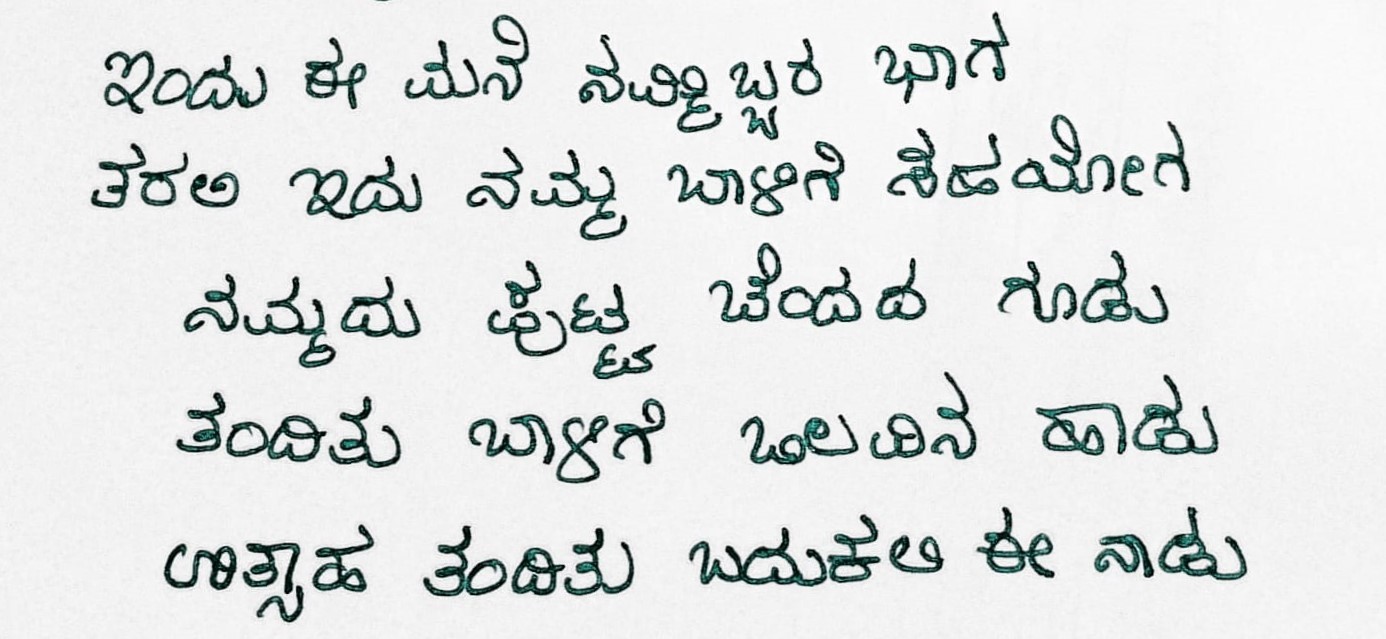 ಇಂದು ಈ ಮನೆ ನಮ್ಮಿಬ್ಬರ ಭಾಗ
ತರಲಿ ಇದು ನಮ್ಮ ಬಾಳಿಗೆ ಸಹಯೋಗ
ನಮ್ಮದು ಪುಟ್ಟ ಚೆಂದದ ಗೂಡು
ತಂದಿತು ಬಾಳಿಗೆ ಒಲವಿನ ಹಾಡು
ಉತ್ಸಾಹ ತಂದಿತು ಬದುಕಲಿ ಈ ನಾಡು